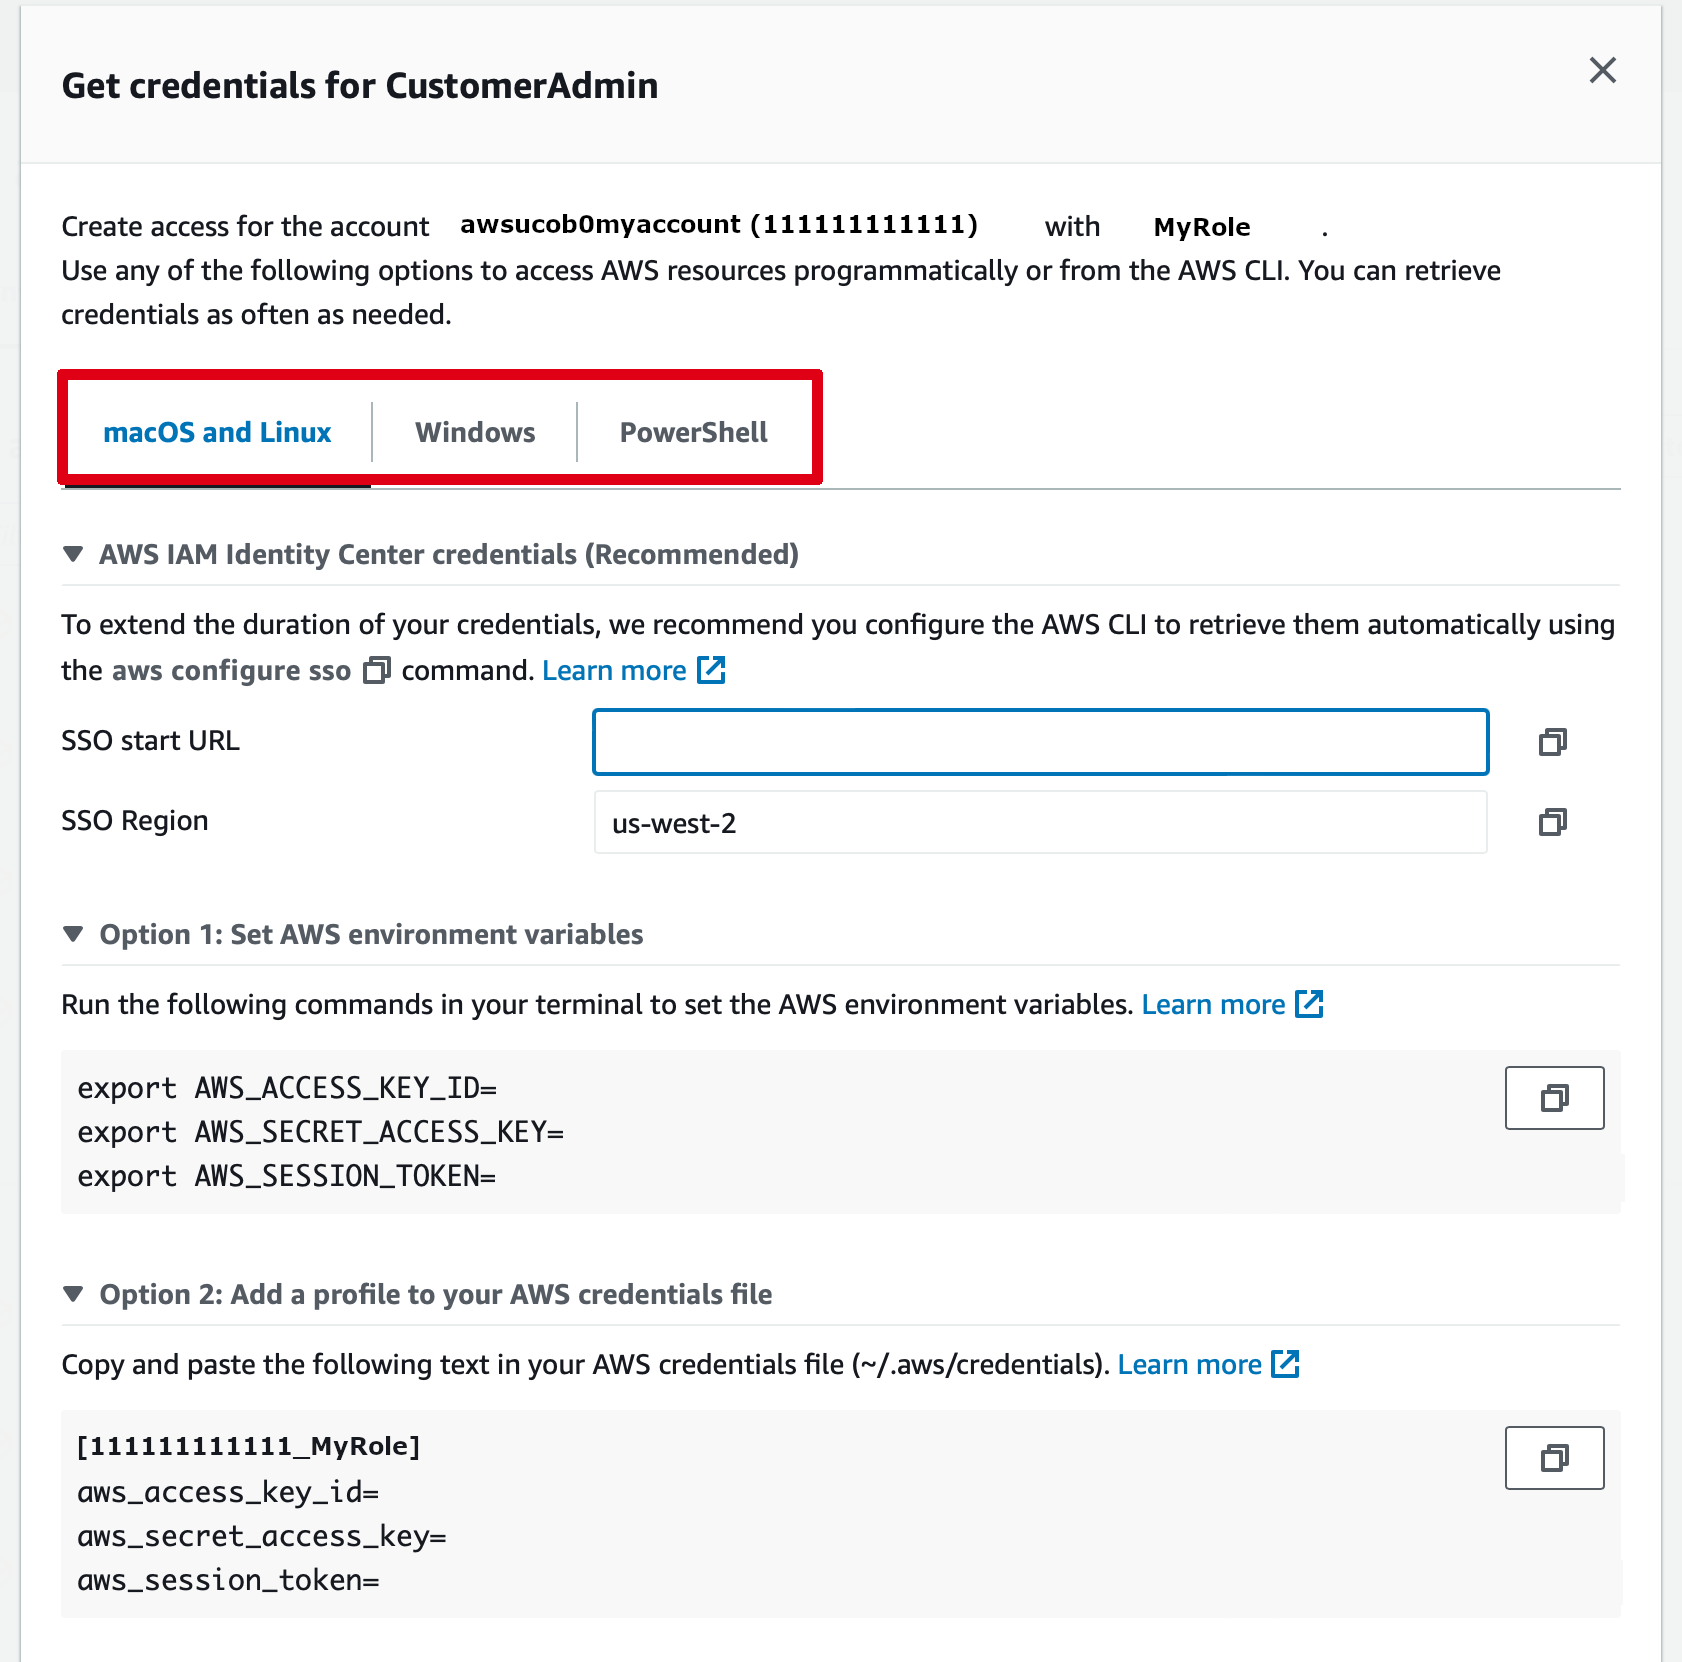 Get credentials for CustomerAdmin
Create access for the account awsucob0myaccount (111111111111) with MyRole .
Use any of the following options to access AWS resources programmatically or from the AWS CLI. You can retrieve
credentials as often as needed.
macOS and Linux Windows PowerShell
AWS IAM Identity Center credentials (Recommended)
To extend the duration of your credentials, we recommend you configure the AWS CLI to retrieve them automatically using
the aws configure sso command. Learn more
SSO start URL
SSO Region us-west-2
Option 1: Set AWS environment variables
Run the following commands in your terminal to set the AWS environment variables. Learn more
export AWS_ACCESS_KEY_ID=
export AWS_SECRET_ACCESS_KEY=
export AWS_SESSION_TOKEN=
Option 2: Add a profile to your AWS credentials file
Copy and paste the following text in your AWS credentials file (~/.aws/credentials). Learn more
[111111111111_MyRole]
aws_access_key_id=
aws_secret_access_key=
aws_session_token=